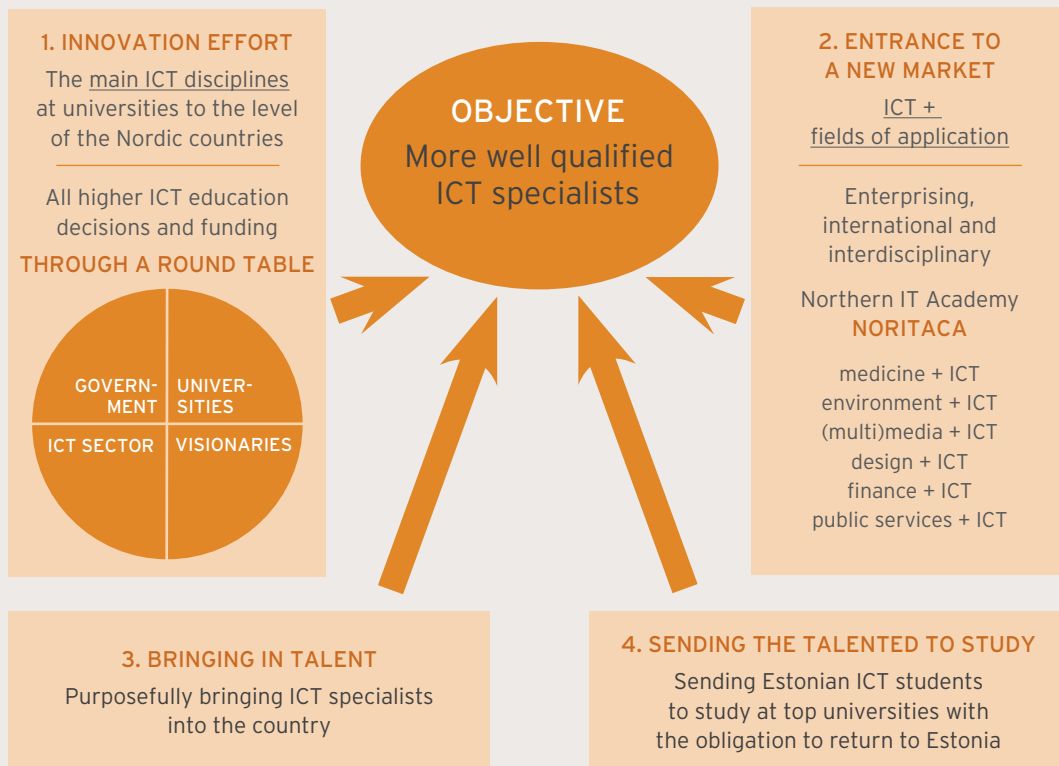 1. INNOVATION EFFORT
The main ICT disciplines
at universities to the level
of the Nordic countries
All higher ICT education
decisions and funding
THROUGH A ROUND TABLE
GOVERN-
MENT
UNIVER-
SITIES
ICT SECTOR
VISIONARIES
OBJECTIVE
More well qualified
ICT specialists
2. ENTRANCE TO
A NEW MARKET
ICT +
fields of application
Enterprising,
international and
interdisciplinary
Northern IT Academy
NORITACA
medicine + ICT
environment + ICT
(multi)media + ICT
design + ICT
finance + ICT
public services + ICT
3. BRINGING IN TALENT
Purposefully bringing ICT specialists
into the country
4. SENDING THE TALENTED TO STUDY
Sending Estonian ICT students
to study at top universities with
the obligation to return to Estonia